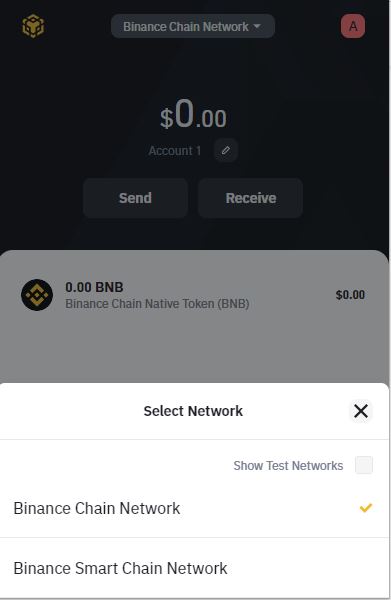 Binance Chain Network
A
$0.00
Account 1
Send
Receive
0.00 BNB
$0.00
Binance Chain Native Token (BNB)
Select Network
Show Test Networks
Binance Chain Network
Binance Smart Chain Network